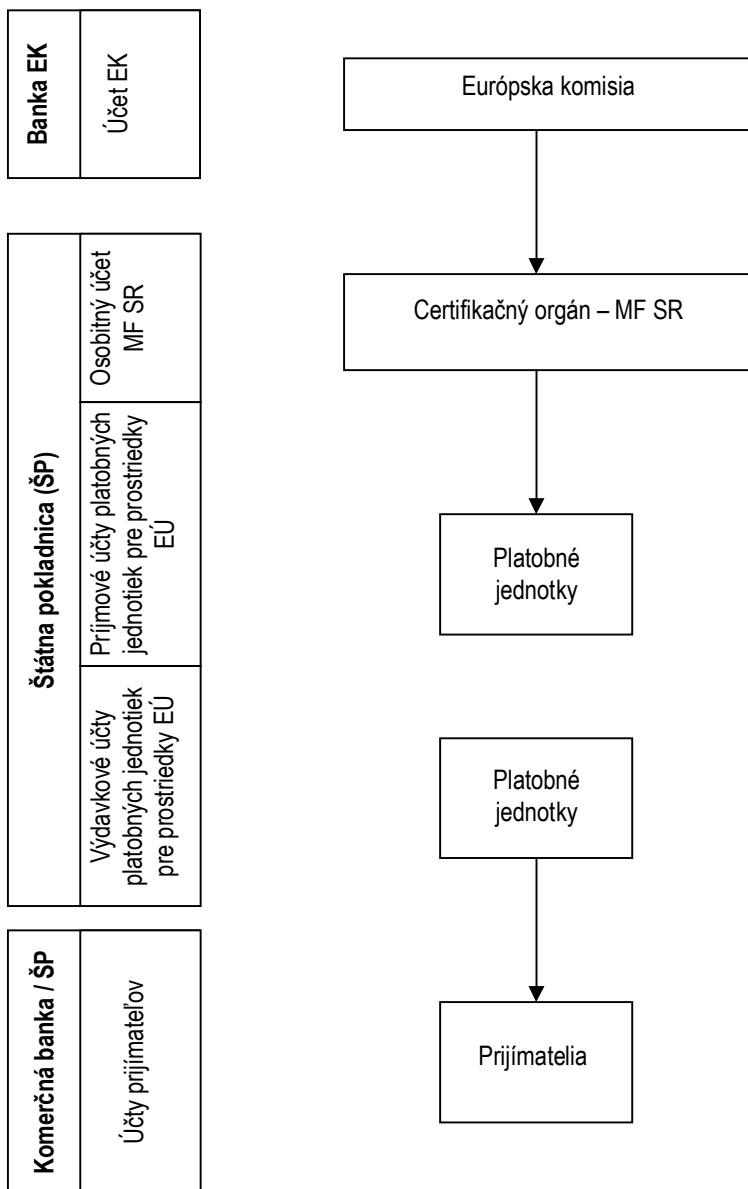 Banka EK
Účet EK
Európska komisia
Štátna pokladnica (ŠP)
Osobitný účet
MF SR
Certifikačný orgán – MF SR
Príjmové účty platobných
jednotiek pre prostriedky
EÚ
Platobné
jednotky
Výdavkové účty
platobných jednotiek
pre prostriedky EÚ
Platobné
jednotky
Komerčná banka / ŠP
Účty prijímateľov
Prijímatelia